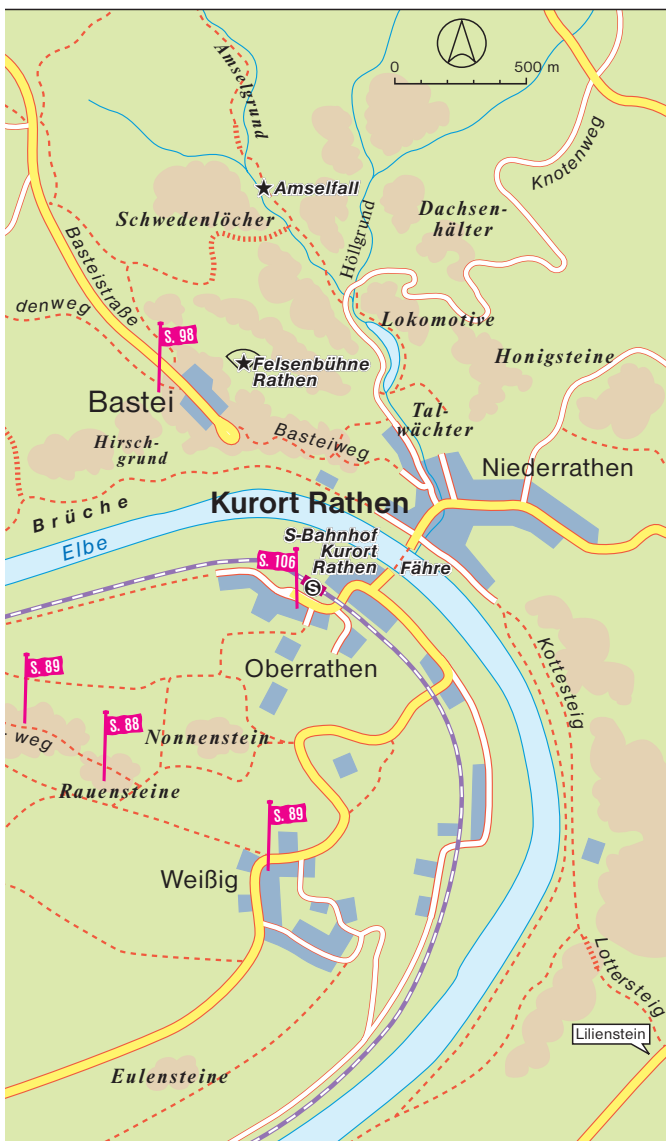 0 500 m
Amselgrund
Knotenweg
Amselfall
Schwedenlöcher
Dachsen-
hälter
Höllgrund
Basteistraße
denweg
S. 98
Lokomotive
Honigsteine
Felsenbühne
Rathen
Bastei
Tal-
wächter
Hirsch-
grund
Basteiweg
Niederrathen
Brüche
Kurort Rathen
Elbe
S-Bahnhof
Kurort
Rathen
Fähre
S. 106
S
Oberrathen
Kottesteig
S. 89
S. 88
weg
Nonnenstein
Rauensteine
S. 89
Weißig
Lottersteig
Lilienstein
Eulensteine